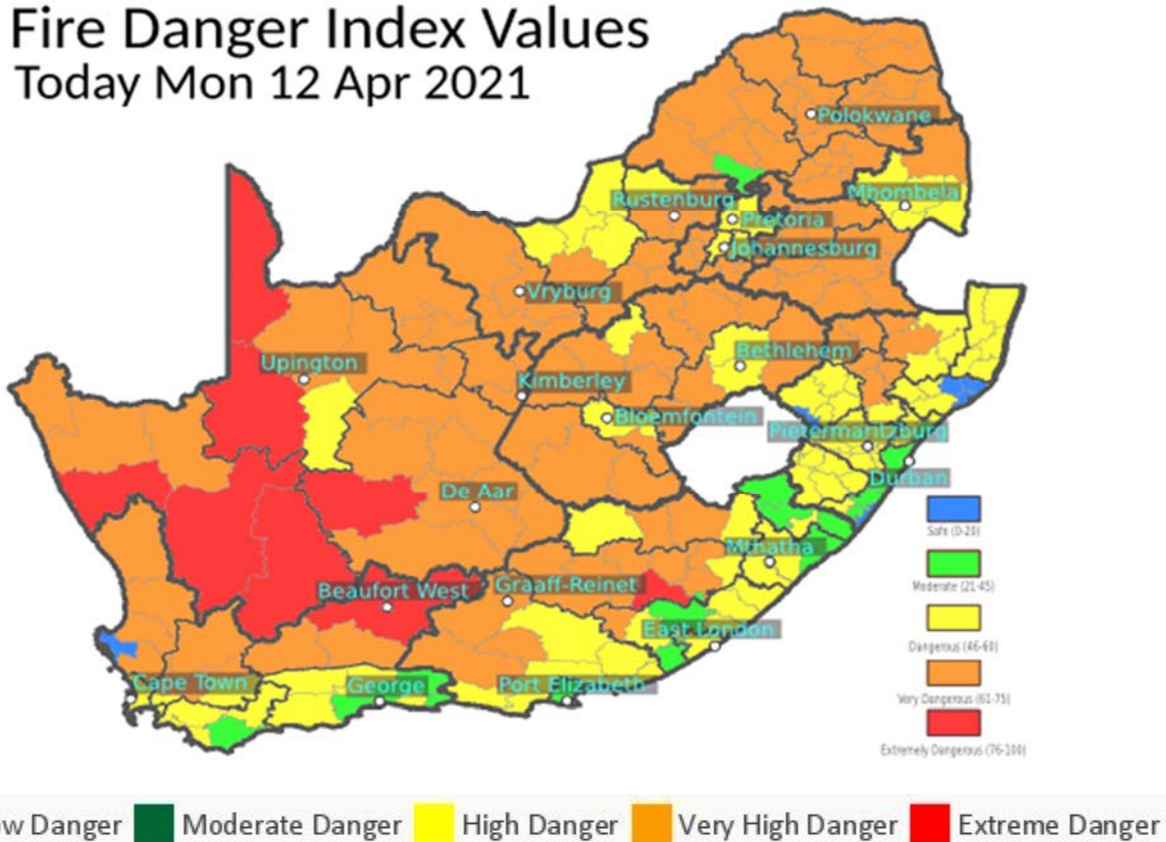 Fire Danger Index Values
Today Mon 12 Apr 2021
Polokwane
Mbombela
Rustenburg
Pretoria
Johannesburg
Vryburg
Upington
Bethlehem
Kimberley
Bloemfontein
Pietermaritzburg
Durban
De Aar
Mthatha
Beaufort West
Graaff-Reinet
East London
Cape Town
George
Port Elizabeth
Safe (0-20)
Moderate (21-45)
Dangerous (46-60)
Very Dangerous (61-75)
Extremely Dangerous (76-100)
w Danger Moderate Danger High Danger Very High Danger Extreme Danger